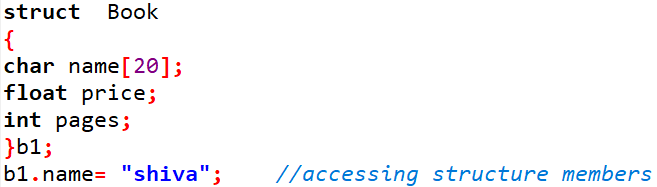 struct  Book
{
char name[20];
float price;
int pages;
}b1;
b1.name= "shiva";    //accessing structure members